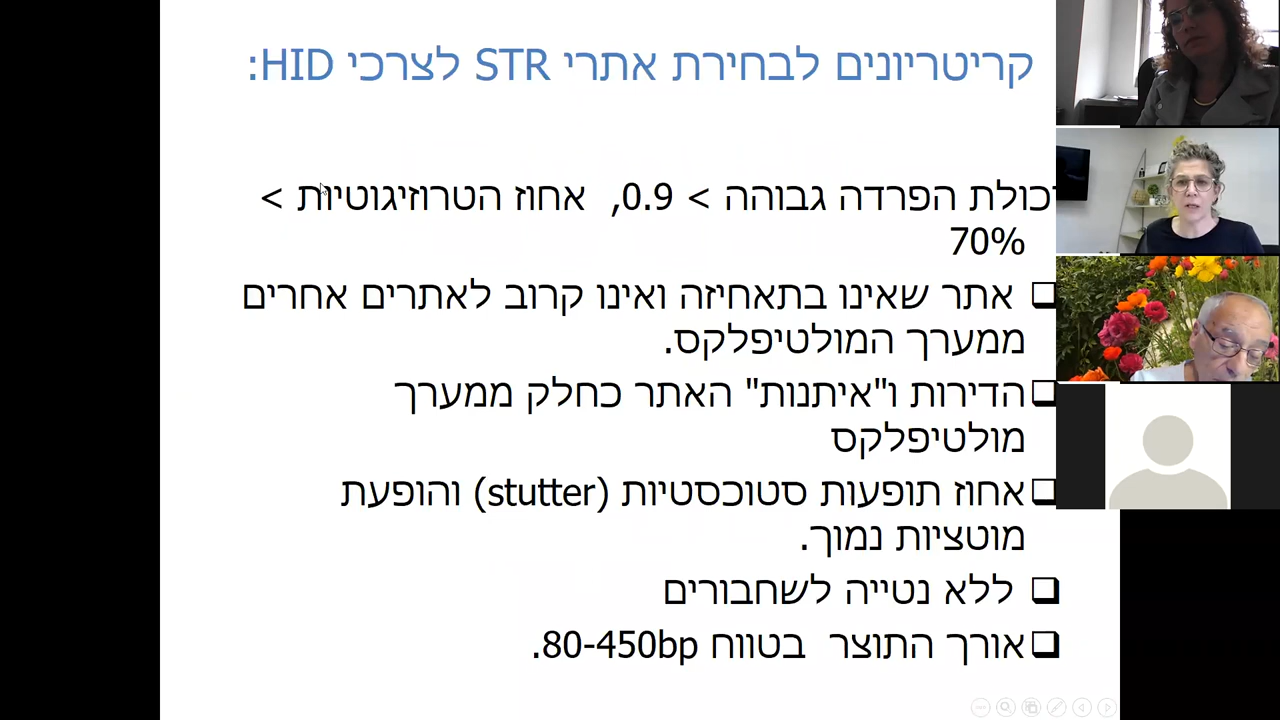 קריטריונים לבחירת אתרי STR לצרכי HID:
יכולת הפרדה גבוהה > 0.9, אחוז הטרוזיגוטיות >
70%
אתר שאינו בתאחיזה ואינו קרוב לאתרים אחרים
ממערך המולטיפלקס.
הדירות ו"איתנות" האתר כחלק ממערך
מולטיפלקס
אחוז תופעות סטוכסטיות (stutter) והופעת
מוטציות נמוך.
ללא נטייה לשחבורים
אורך התוצר בטווח 80-450bp.